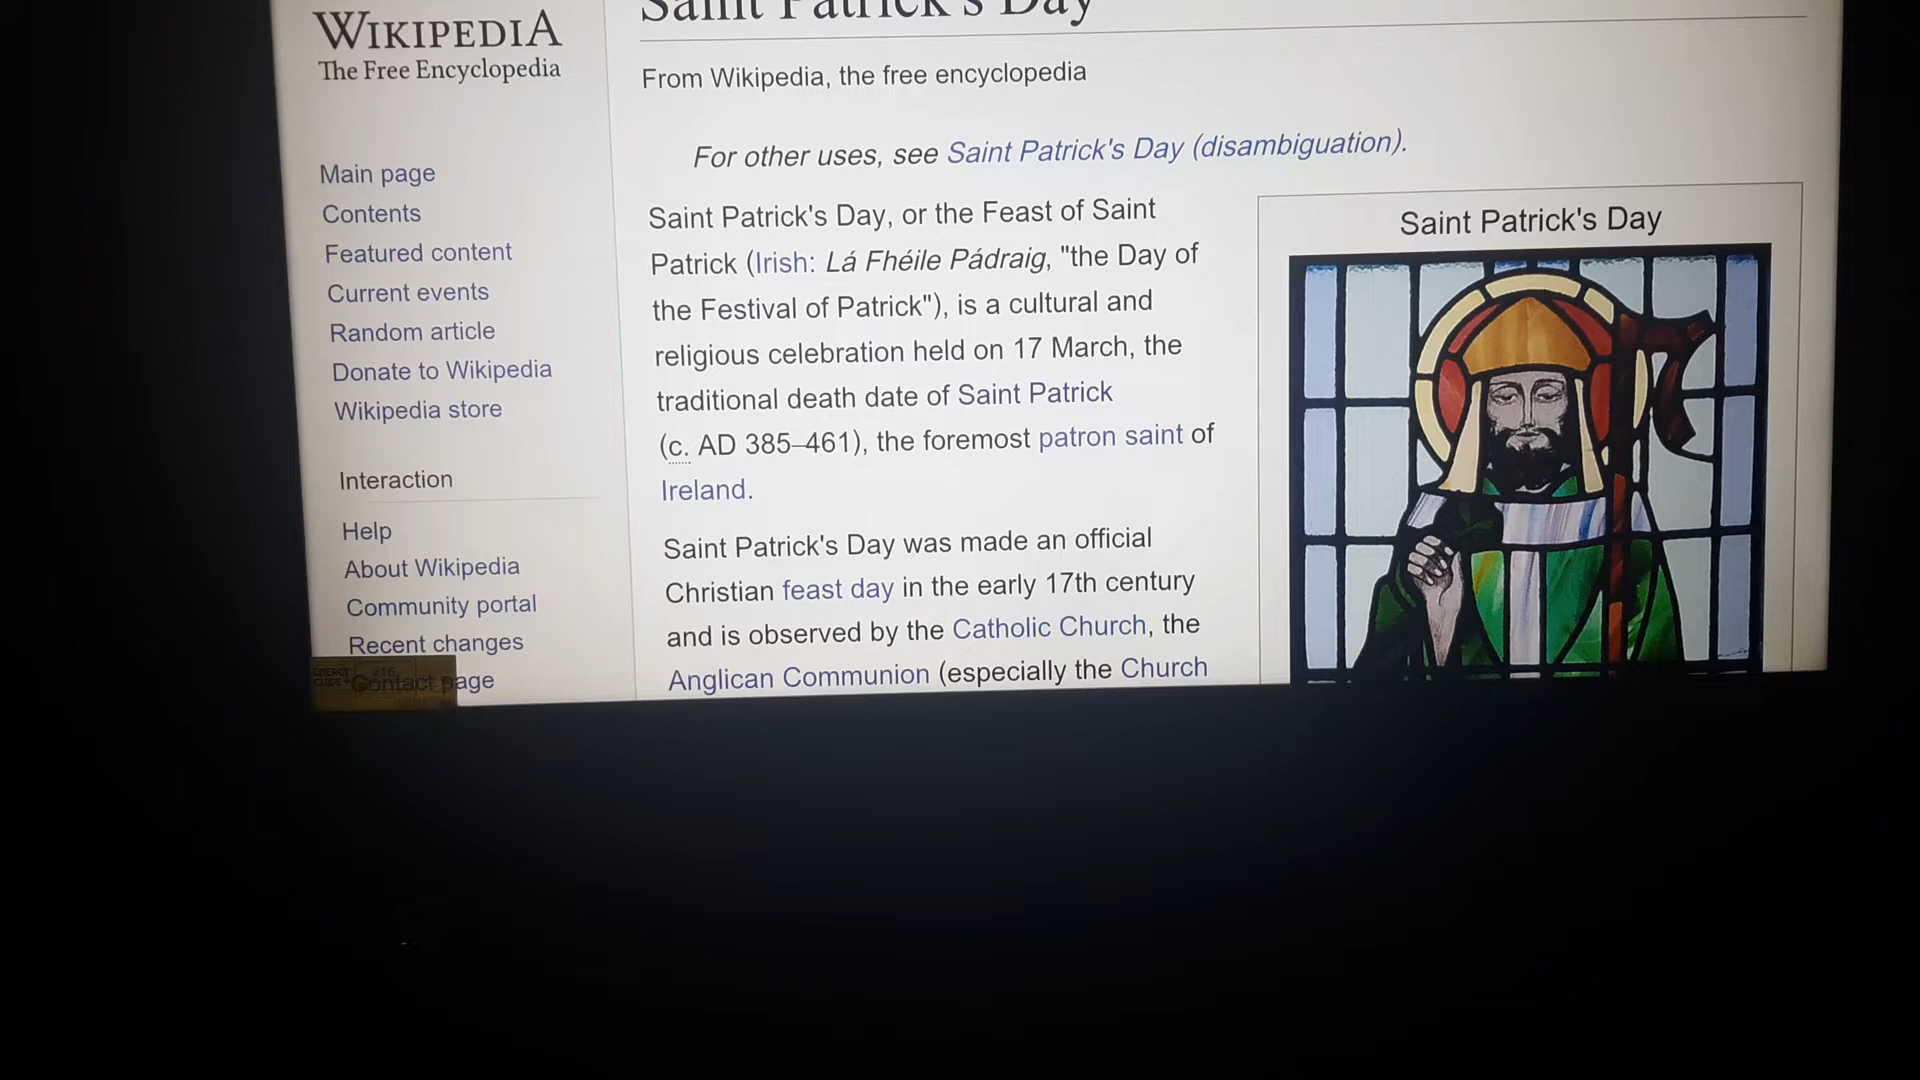 WIKIPEDIA
The Free Encyclopedia
Main page
Contents
Featured content
Current events
Random article
Donate to Wikipedia
Wikipedia store
Interaction
Help
About Wikipedia
Community portal
Recent changes
Contact page
ENERGY
GUIDE
Saint Patrick's Day
From Wikipedia, the free encyclopedia
For other uses, see Saint Patrick's Day (disambiguation).
Saint Patrick's Day, or the Feast of Saint
Patrick (Irish: Lá Fhéile Pádraig, "the Day of
the Festival of Patrick"), is a cultural and
religious celebration held on 17 March, the
traditional death date of Saint Patrick
(c. AD 385–461), the foremost patron saint of
Ireland.
Saint Patrick's Day was made an official
Christian feast day in the early 17th century
and is observed by the Catholic Church, the
Anglican Communion (especially the Church
Saint Patrick's Day